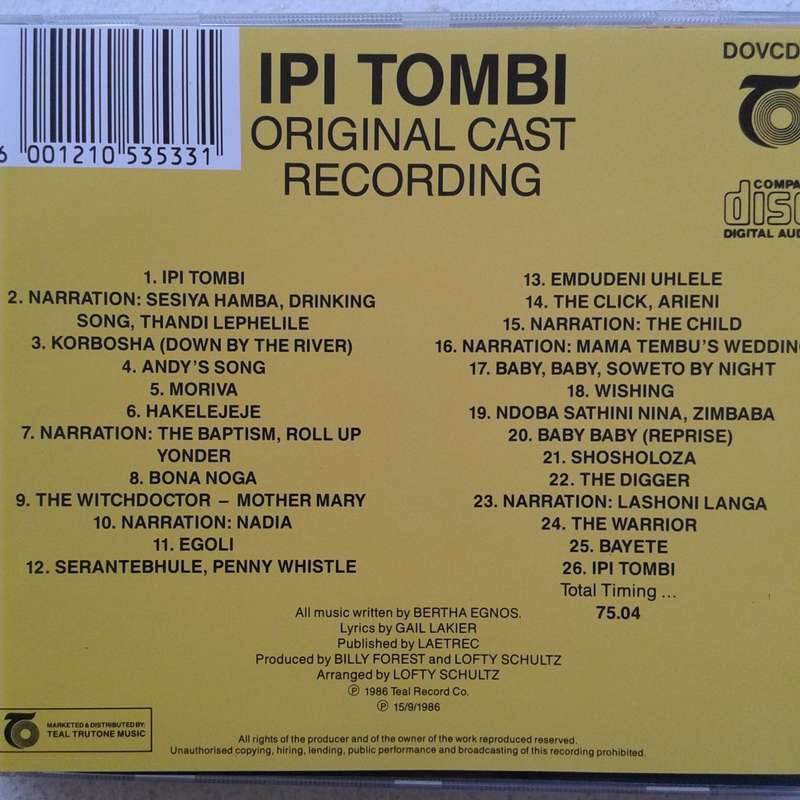 6 001210 535331
IPI TOMBI
ORIGINAL CAST
RECORDING
DOVCD
COMPA
disc
DIGITAL AUD
1. IPI TOMBI
2. NARRATION: SESIYA HAMBA, DRINKING
SONG, THANDI LEPHELILE
3. KORBOSHA (DOWN BY THE RIVER)
4. ANDY'S SONG
5. MORIVA
6. HAKELEJEJE
7. NARRATION: THE BAPTISM, ROLL UP
YONDER
8. BONA NOGA
9. THE WITCHDOCTOR – MOTHER MARY
10. NARRATION: NADIA
11. EGOLI
12. SERANTEBHULE, PENNY WHISTLE
13. EMDUDENI UHLELE
14. THE CLICK, ARIENI
15. NARRATION: THE CHILD
16. NARRATION: MAMA TEMBU'S WEDDING
17. BABY, BABY, SOWETO BY NIGHT
18. WISHING
19. NDOBA SATHINI NINA, ZIMBABA
20. BABY BABY (REPRISE)
21. SHOSHOLOZA
22. THE DIGGER
23. NARRATION: LASHONI LANGA
24. THE WARRIOR
25. BAYETE
26. IPI TOMBI
Total Timing ...
75.04
All music written by BERTHA EGNOS.
Lyrics by GAIL LAKIER
Published by LAETREC
Produced by BILLY FOREST and LOFTY SCHULTZ
Arranged by LOFTY SCHULTZ
℗ 1986 Teal Record Co.
℗ 15/9/1986
MARKETED & DISTRIBUTED BY:
TEAL TRUTONE MUSIC
All rights of the producer and of the owner of the work reproduced reserved.
Unauthorised copying, hiring, lending, public performance and broadcasting of this recording prohibited.